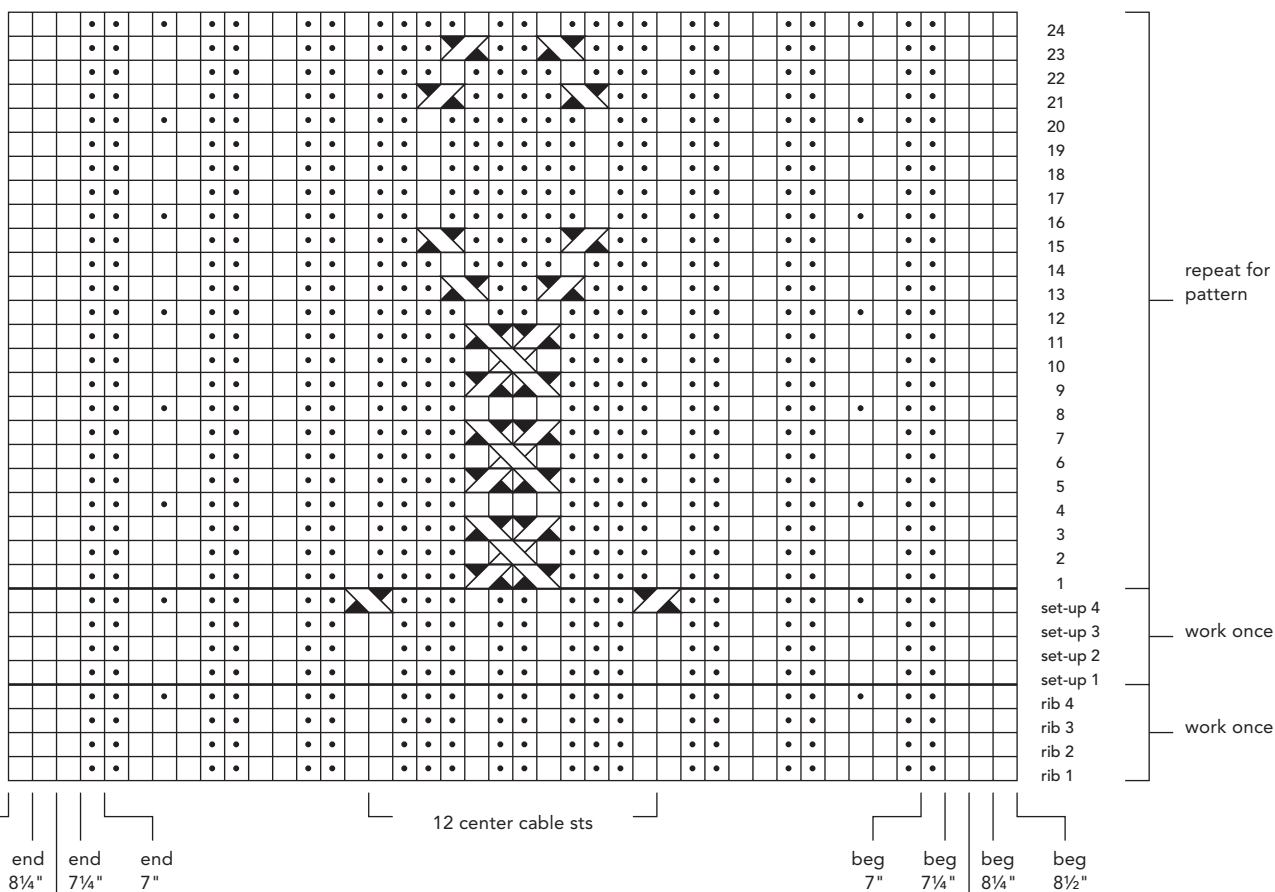 24
23
22
21
20
19
18
17
16
15
14
13
12
11
10
9
8
7
6
5
4
3
2
1
set-up 4
set-up 3
set-up 2
set-up 1
rib 4
rib 3
rib 2
rib 1
repeat for
pattern
work once
work once
12 center cable sts
end
8¼"
end
7¼"
end
7"
beg
7"
beg
7¼"
beg
8¼"
beg
8½"